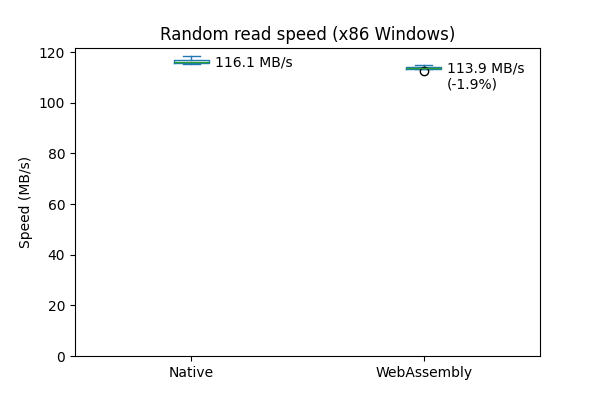 Random read speed (x86 Windows)
120
100
80
60
40
20
0
Speed (MB/s)
116.1 MB/s
113.9 MB/s
(-1.9%)
Native
WebAssembly